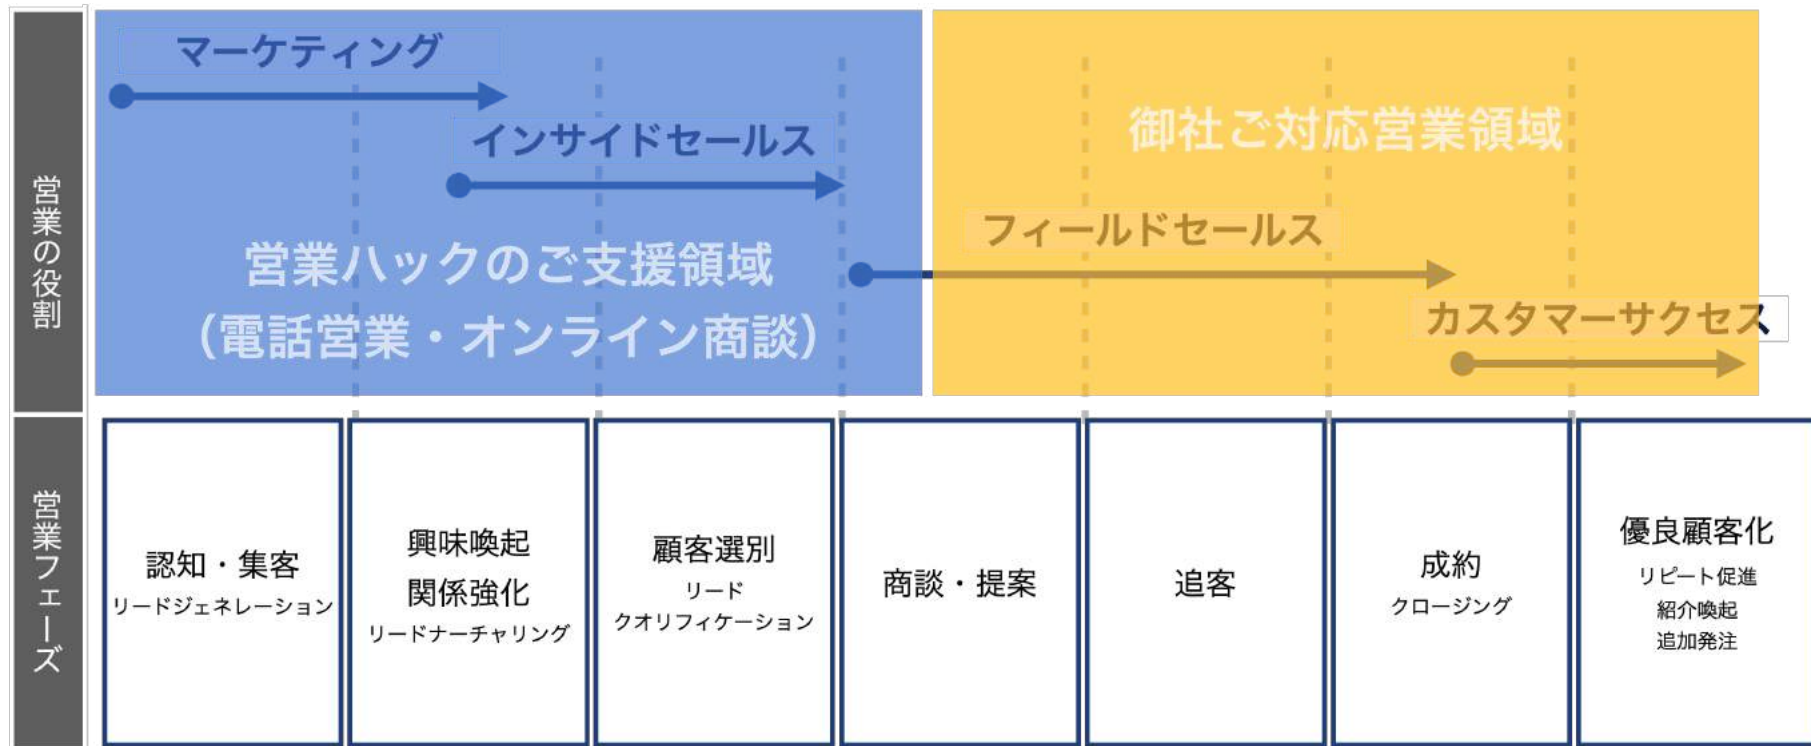 営業の役割
マーケティング
インサイドセールス
営業ハックのご支援領域
（電話営業・オンライン商談）
御社ご対応営業領域
フィールドセールス
カスタマーサクセス
営業フェーズ
認知・集客
リードジェネレーション
興味喚起
関係強化
リードナーチャリング
顧客選別
リード
クオリフィケーション
商談・提案
追客
成約
クロージング
優良顧客化
リピート促進
紹介喚起
追加発注